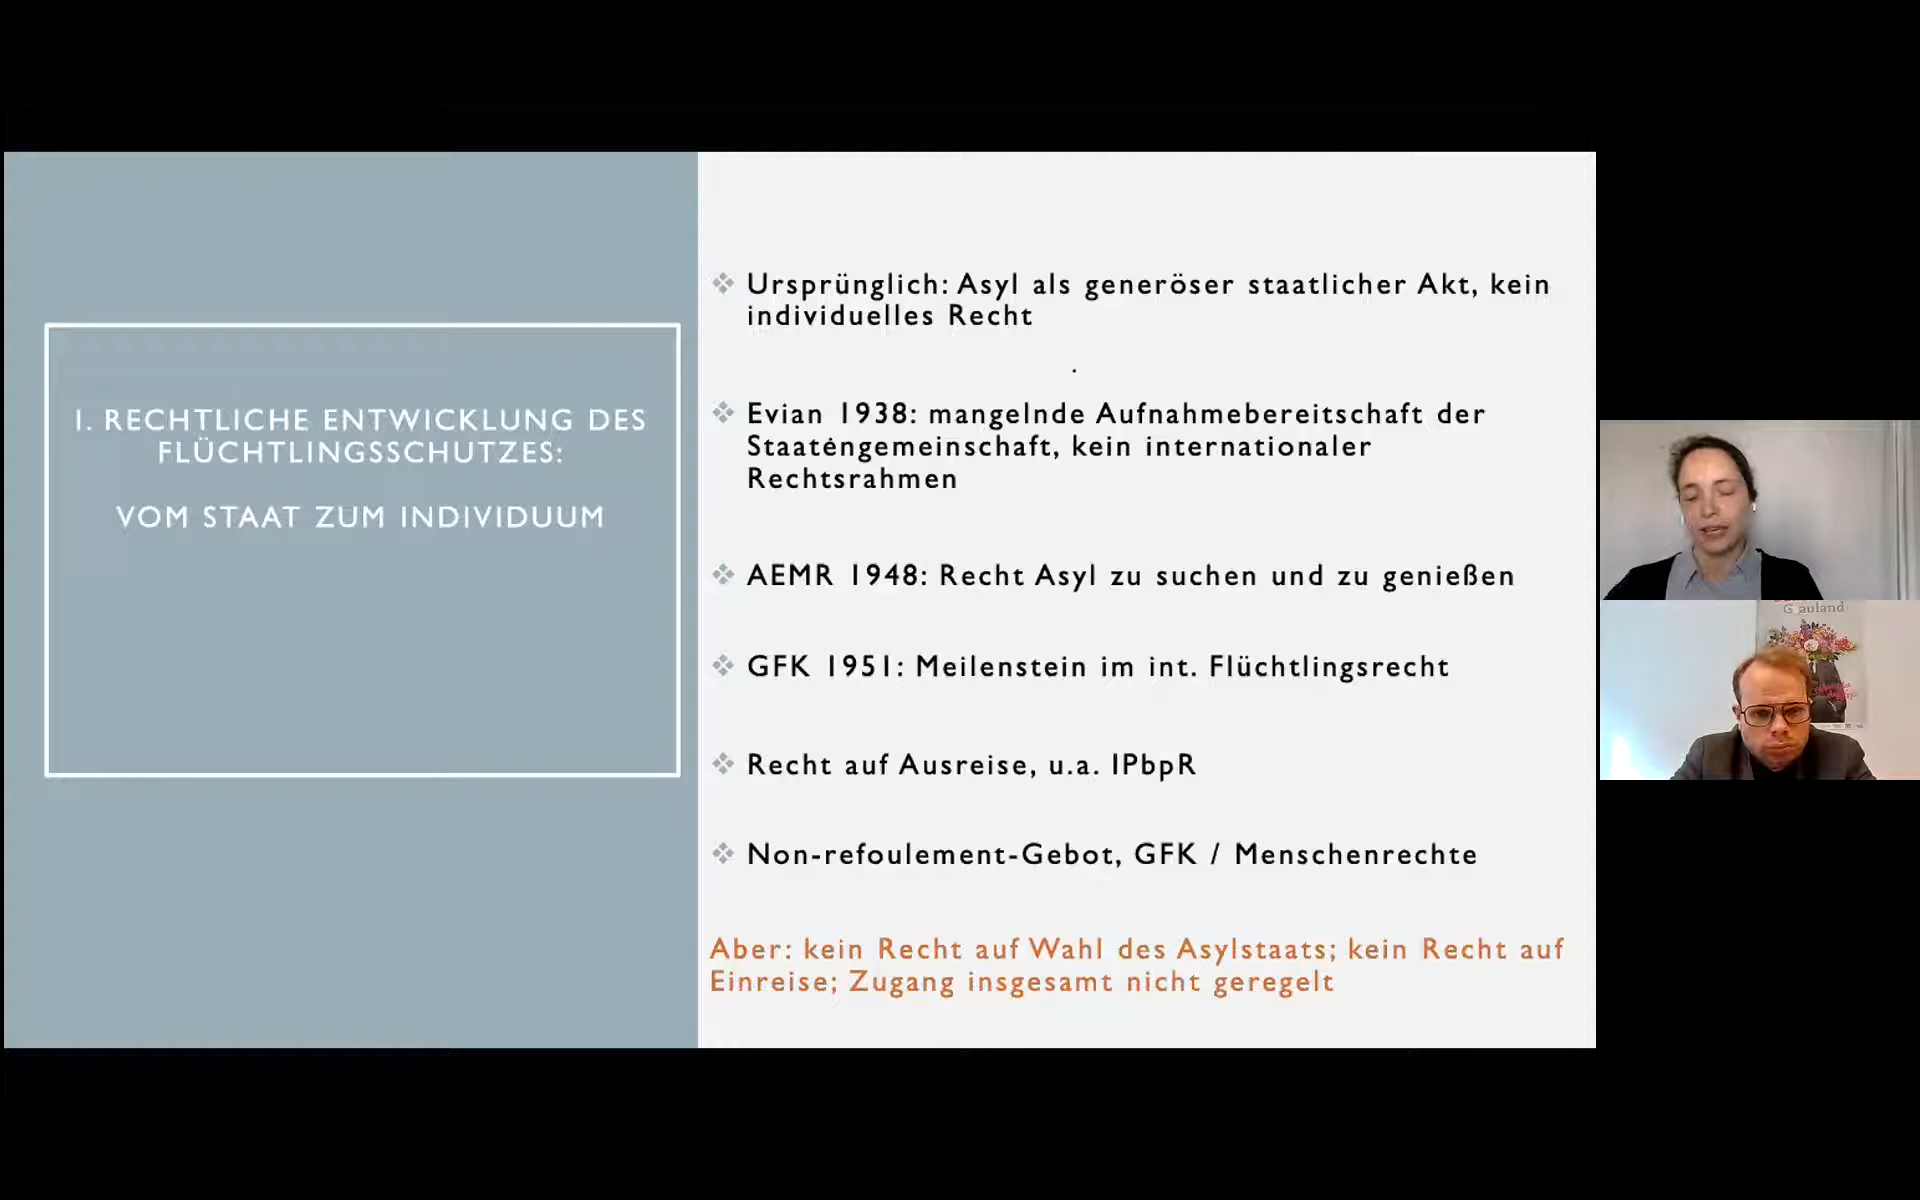 I. RECHTLICHE ENTWICKLUNG DES
FLÜCHTLINGSSCHUTZES:
VOM STAAT ZUM INDIVIDUUM
Ursprünglich: Asyl als generöser staatlicher Akt, kein
individuelles Recht
Evian 1938: mangelnde Aufnahmebereitschaft der
Staatengemeinschaft, kein internationaler
Rechtsrahmen
AEMR 1948: Recht Asyl zu suchen und zu genießen
GFK 1951: Meilenstein im int. Flüchtlingsrecht
Recht auf Ausreise, u.a. IPbpR
Non-refoulement-Gebot, GFK / Menschenrechte
Aber: kein Recht auf Wahl des Asylstaats; kein Recht auf
Einreise; Zugang insgesamt nicht geregelt
Grauland